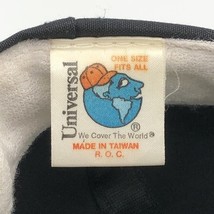 Universal®
ONE SIZE
FITS ALL
®
We Cover The World®
MADE IN TAIWAN
R.O.C.